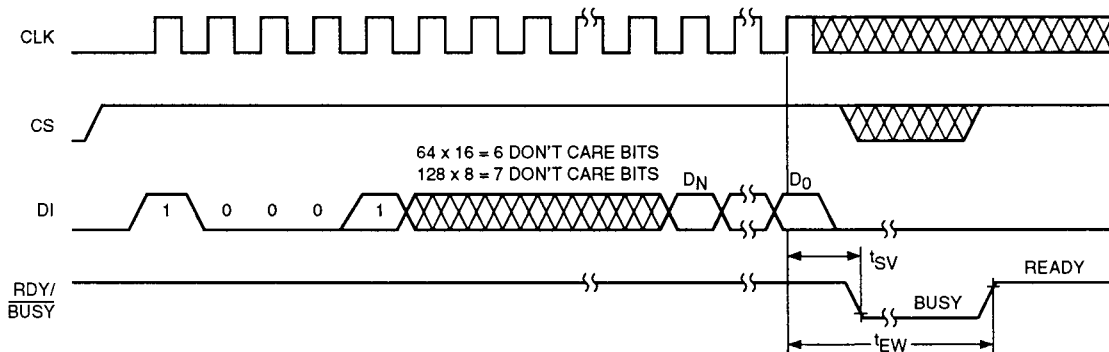 CLK
CS
64 x 16 = 6 DON'T CARE BITS
128 x 8 = 7 DON'T CARE BITS
DI
1 0 0 0 1
DN
D0
tSV
RDY/
BUSY
BUSY
READY
tEW